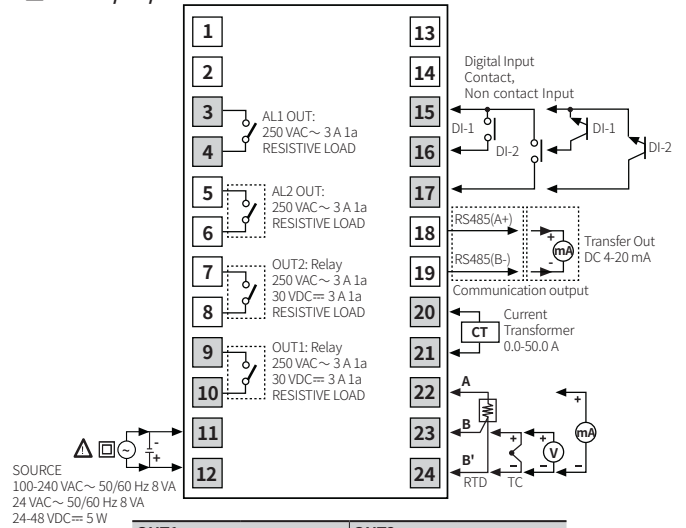 1
13
2
14
Digital Input
Contact,
Non contact Input
3
15
AL1 OUT:
250 VAC～ 3 A 1a
RESISTIVE LOAD
DI-1
DI-2
DI-1
DI-2
4
16
5
17
AL2 OUT:
250 VAC～ 3 A 1a
RESISTIVE LOAD
6
18
RS485(A+)
+
mA
-
Transfer Out
DC 4-20 mA
7
19
RS485(B-)
Communication output
OUT2: Relay
250 VAC～ 3 A 1a
30 VDC⎓ 3 A 1a
RESISTIVE LOAD
8
20
CT
Current
Transformer
0.0-50.0 A
9
21
OUT1: Relay
250 VAC～ 3 A 1a
30 VDC⎓ 3 A 1a
RESISTIVE LOAD
10
22
A
11
23
B
12
24
B'
RTD
TC
+
-
+
V
-
+
mA
-
-
+
SOURCE
100-240 VAC～ 50/60 Hz 8 VA
24 VAC～ 50/60 Hz 8 VA
24-48 VDC⎓ 5 W